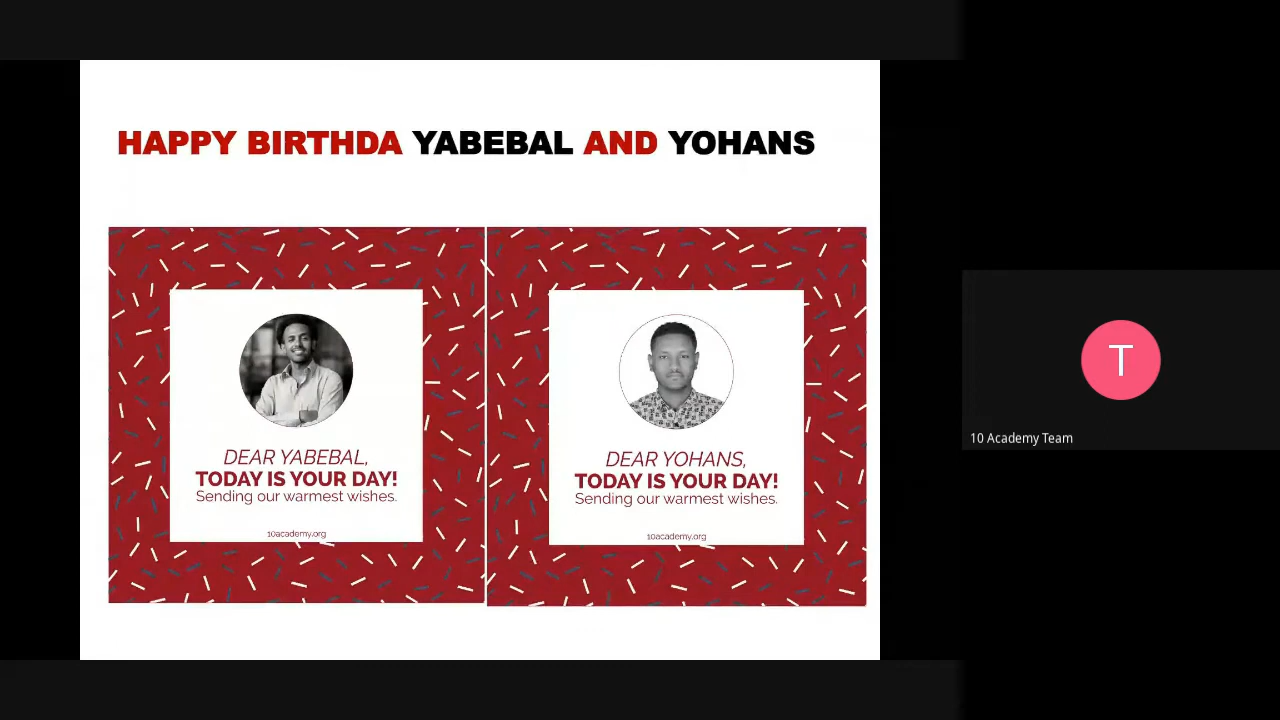 HAPPY BIRTHDA YABEBAL AND YOHANS
DEAR YABEBAL,
TODAY IS YOUR DAY!
Sending our warmest wishes.
10academy.org
DEAR YOHANS,
TODAY IS YOUR DAY!
Sending our warmest wishes.
10academy.org
T
10 Academy Team